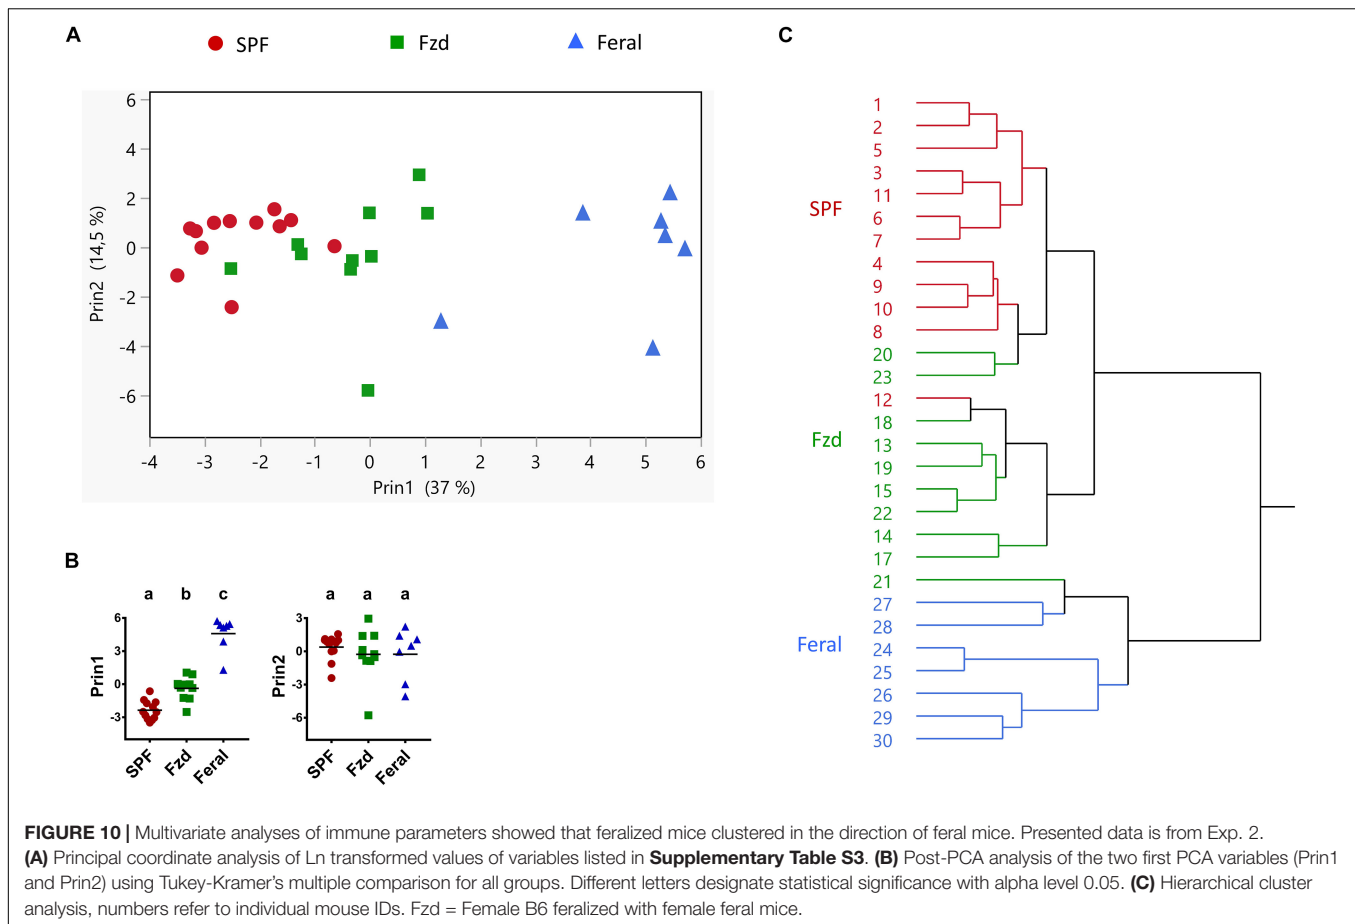 A
SPF Fzd Feral
6
4
2
0
-2
-4
-6
Prin2 (14,5 %)
-4 -3 -2 -1 0 1 2 3 4 5 6
Prin1 (37 %)
B
a b c
6
3
0
-3
Prin1
SPF Fzd Feral
a a a
3
0
-3
-6
Prin2
SPF Fzd Feral
C
1
2
5
3
11
SPF
6
7
4
9
10
8
20
23
12
18
Fzd
13
19
15
22
14
17
21
27
28
Feral
24
25
26
29
30
FIGURE 10 | Multivariate analyses of immune parameters showed that feralized mice clustered in the direction of feral mice. Presented data is from Exp. 2.
(A) Principal coordinate analysis of Ln transformed values of variables listed in Supplementary Table S3. (B) Post-PCA analysis of the two first PCA variables (Prin1
and Prin2) using Tukey-Kramer's multiple comparison for all groups. Different letters designate statistical significance with alpha level 0.05. (C) Hierarchical cluster
analysis, numbers refer to individual mouse IDs. Fzd = Female B6 feralized with female feral mice.